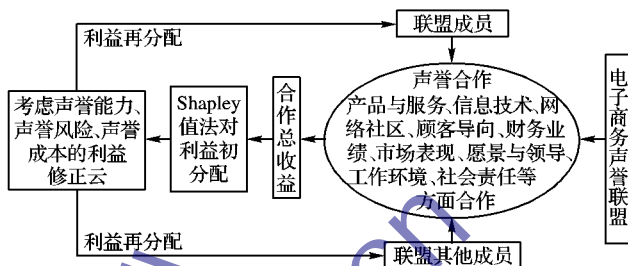 利益再分配
联盟成员
考虑声誉能力、
声誉风险、声誉
成本的利益
修正云
Shapley
值法对
利益初
分配
合作总收益
声誉合作
产品与服务、信息技术、网
络社区、顾客导向、财务业
绩、市场表现、愿景与领导、
工作环境、社会责任等
方面合作
电子商务声誉联盟
利益再分配
联盟其他成员